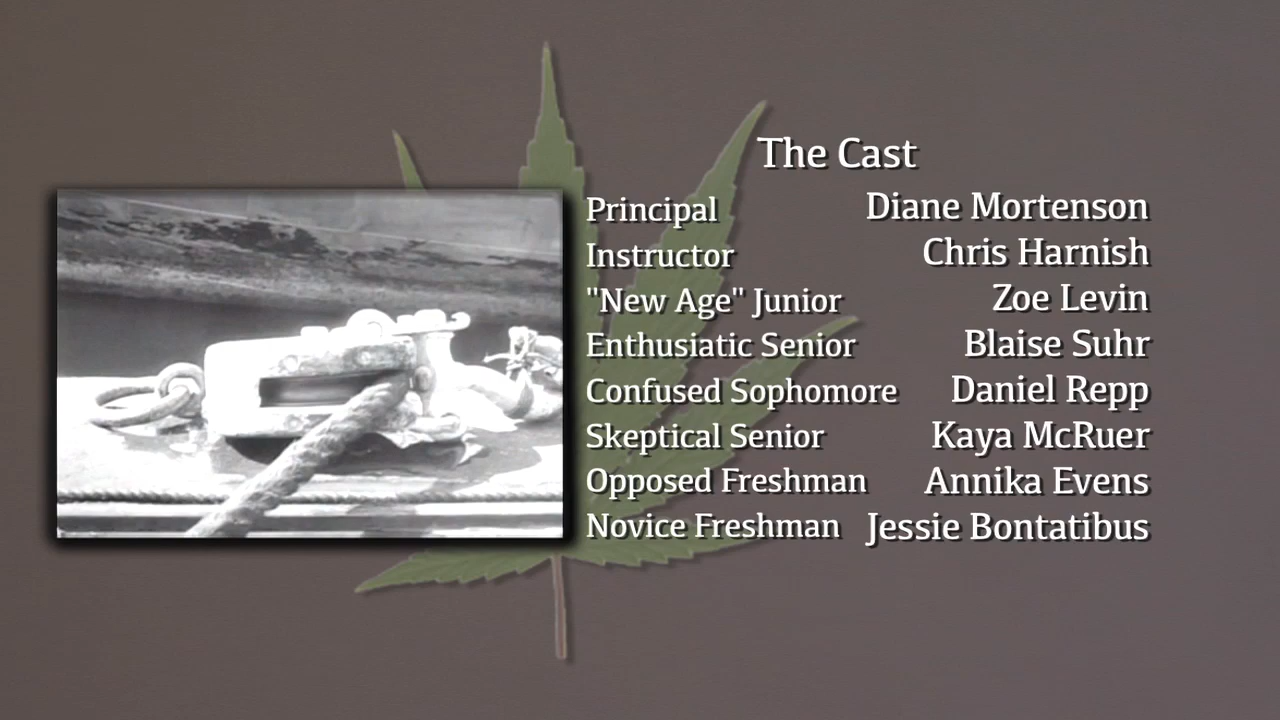 The Cast
Principal Diane Mortenson
Instructor Chris Harnish
"New Age" Junior Zoe Levin
Enthusiatic Senior Blaise Suhr
Confused Sophomore Daniel Repp
Skeptical Senior Kaya McRuer
Opposed Freshman Annika Evens
Novice Freshman Jessie Bontatibus